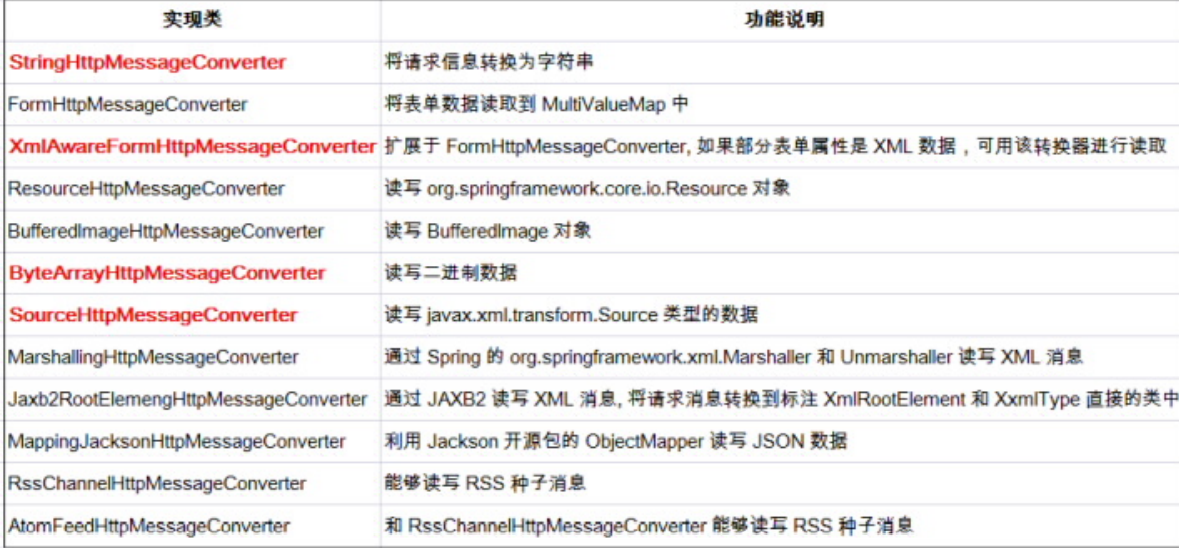 实现类 功能说明
StringHttpMessageConverter 将请求信息转换为字符串
FormHttpMessageConverter 将表单数据读取到 MultiValueMap 中
XmlAwareFormHttpMessageConverter 扩展于 FormHttpMessageConverter, 如果部分表单属性是 XML 数据，可用该转换器进行读取
ResourceHttpMessageConverter 读写 org.springframework.core.io.Resource 对象
BufferedImageHttpMessageConverter 读写 BufferedImage 对象
ByteArrayHttpMessageConverter 读写二进制数据
SourceHttpMessageConverter 读写 javax.xml.transform.Source 类型的数据
MarshallingHttpMessageConverter 通过 Spring 的 org.springframework.xml.Marshaller 和 Unmarshaller 读写 XML 消息
Jaxb2RootElemengHttpMessageConverter 通过 JAXB2 读写 XML 消息, 将请求消息转换到标注 XmlRootElement 和 XxmlType 直接的类中
MappingJacksonHttpMessageConverter 利用 Jackson 开源包的 ObjectMapper 读写 JSON 数据
RssChannelHttpMessageConverter 能够读写 RSS 种子消息
AtomFeedHttpMessageConverter 和 RssChannelHttpMessageConverter 能够读写 RSS 种子消息